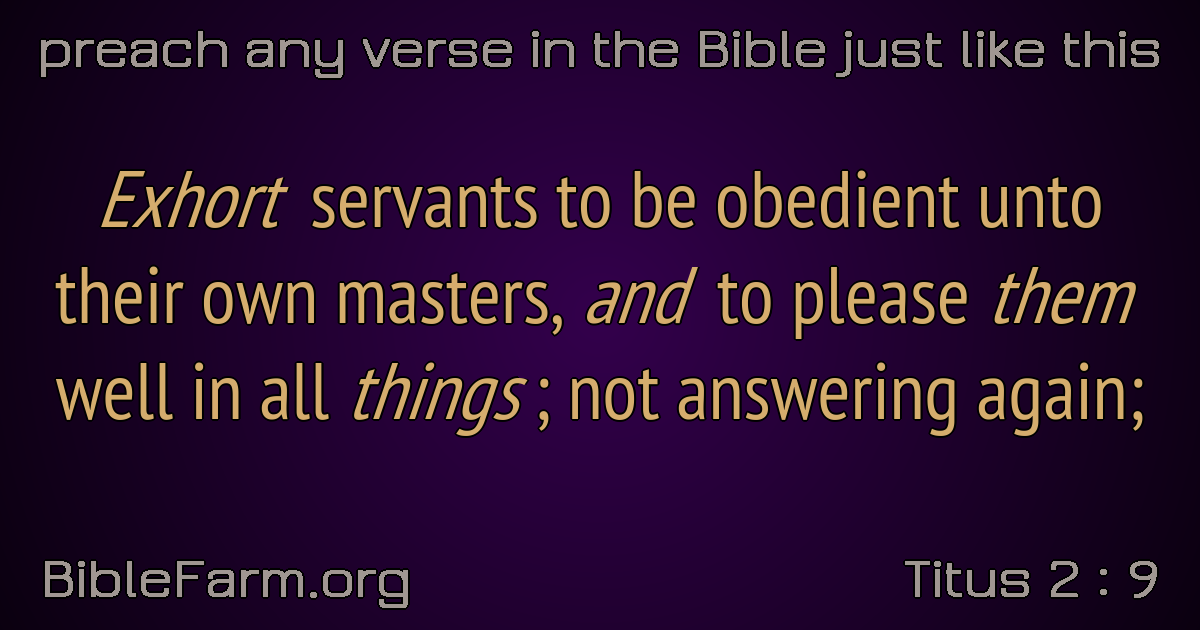 preach any verse in the Bible just like this
Exhort servants to be obedient unto
their own masters, and to please them
well in all things; not answering again;
BibleFarm.org
Titus 2 : 9